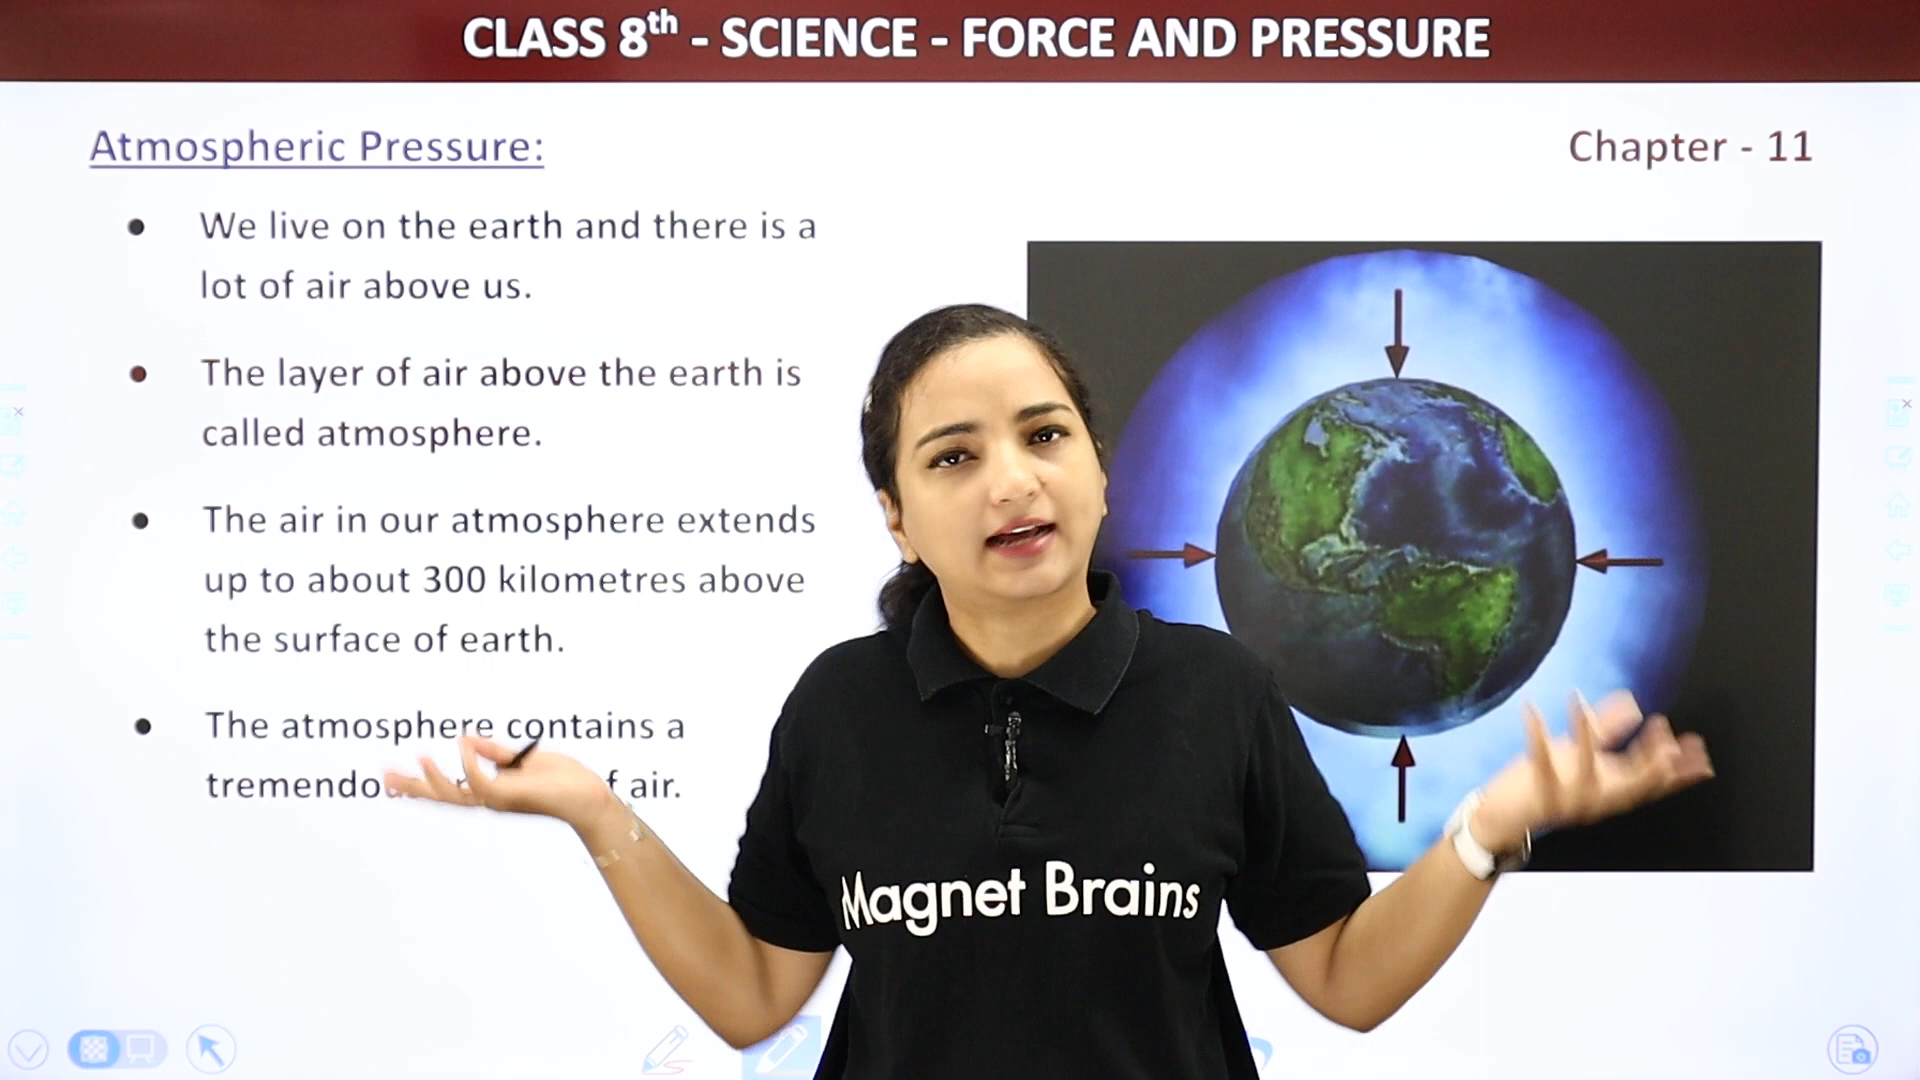 CLASS 8th - SCIENCE - FORCE AND PRESSURE
Atmospheric Pressure:
Chapter - 11
• We live on the earth and there is a
lot of air above us.
• The layer of air above the earth is
called atmosphere.
• The air in our atmosphere extends
up to about 300 kilometres above
the surface of earth.
• The atmosphere contains a
air.
Magnet Brains